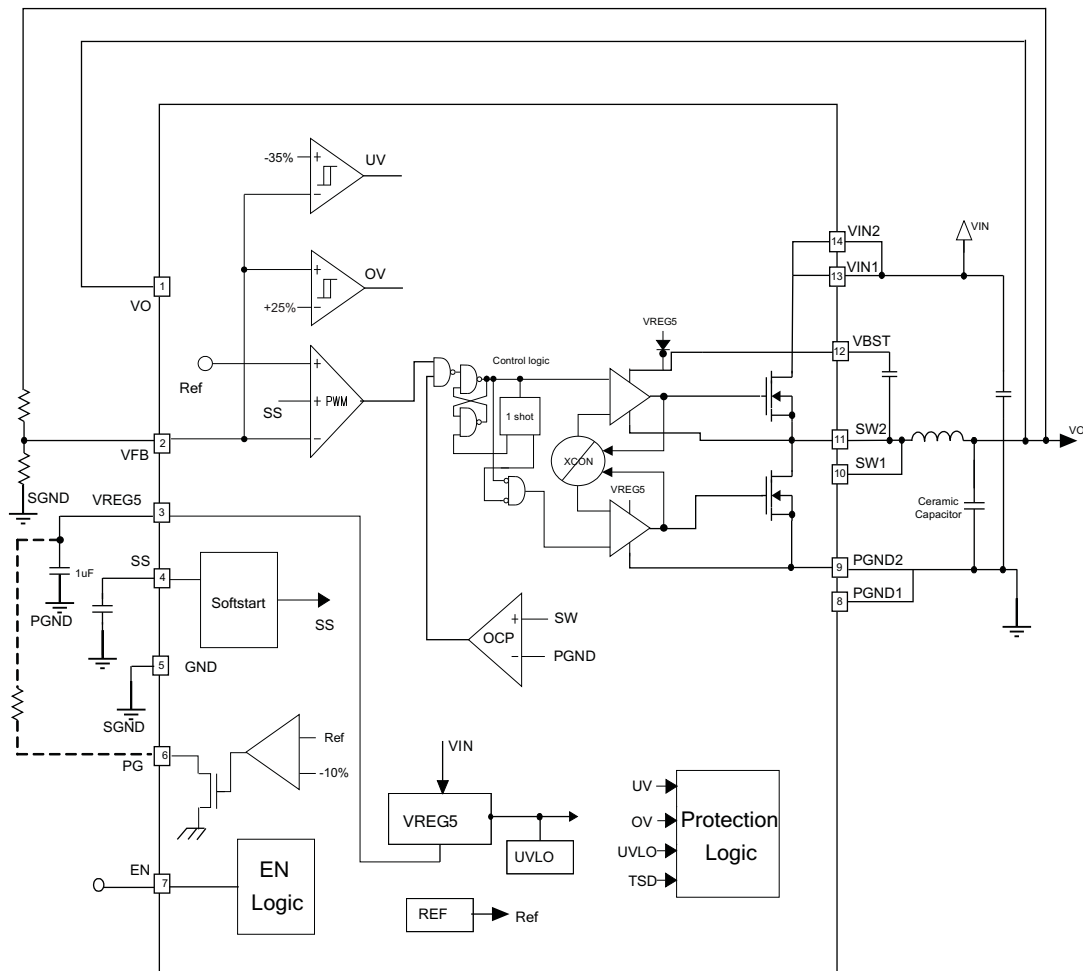 -35%
+
−
UV
+
+25%
−
OV
VIN2
14
VIN
VIN1
13
1
VO
VREG5
VBST
12
Ref
+
SS
+
PWM
−
Control logic
1 shot
XCON
VREG5
2
VFB
SW2
11
SW1
10
VO
SGND
VREG5
3
Ceramic
Capacitor
1uF
SS
4
PGND
Softstart
SS
PGND2
9
PGND1
8
OCP
+
SW
−
PGND
GND
5
SGND
6
PG
Ref
-10%
VIN
VREG5
UVLO
UV
OV
UVLO
TSD
Protection
Logic
EN
7
EN
Logic
REF
Ref